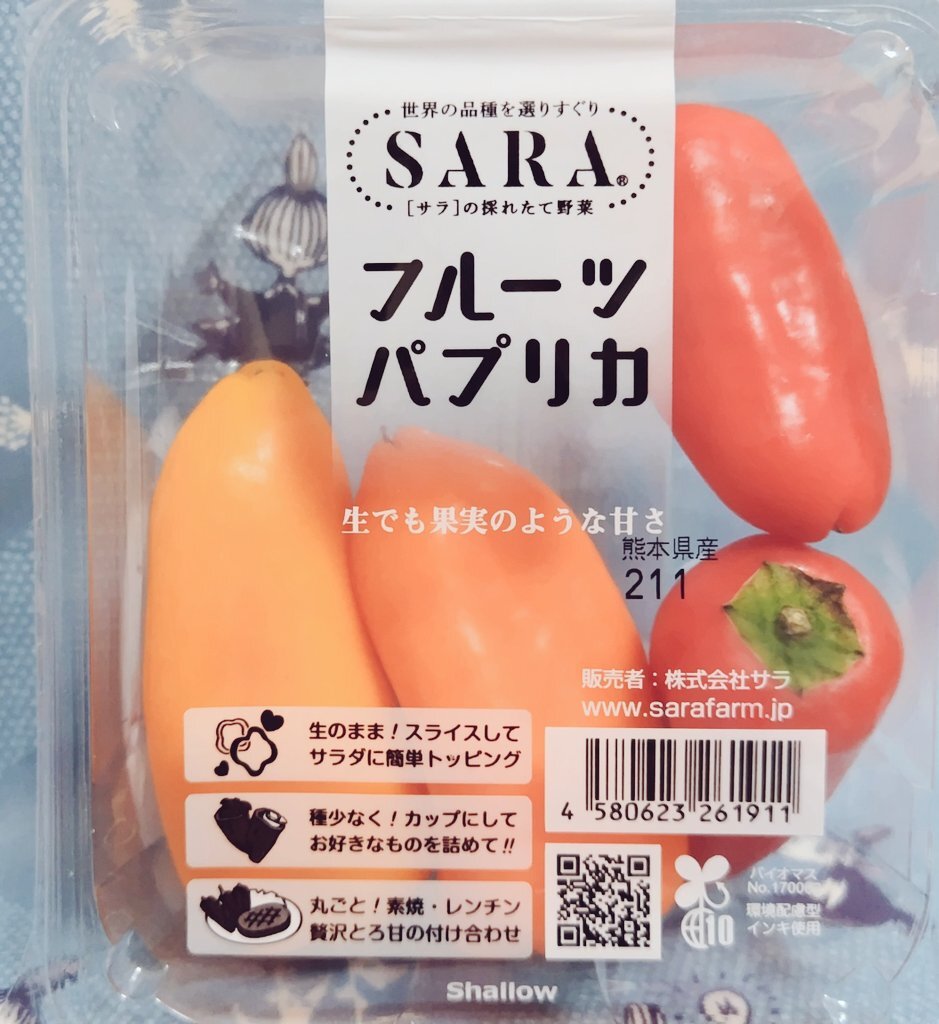 世界の品種を選りすぐり
SARA®
[サラ]の採れたて野菜
フルーツ
パプリカ
生でも果実のような甘さ
熊本県産
211
販売者：株式会社サラ
www.sarafarm.jp
生のまま！スライスして
サラダに簡単トッピング
種少なく！カップにして
お好きなものを詰めて!!
丸ごと！素焼・レンチン
贅沢とろ甘の付け合わせ
4 580623 261911
バイオマス
10
環境配慮型
インキ使用
Shallow